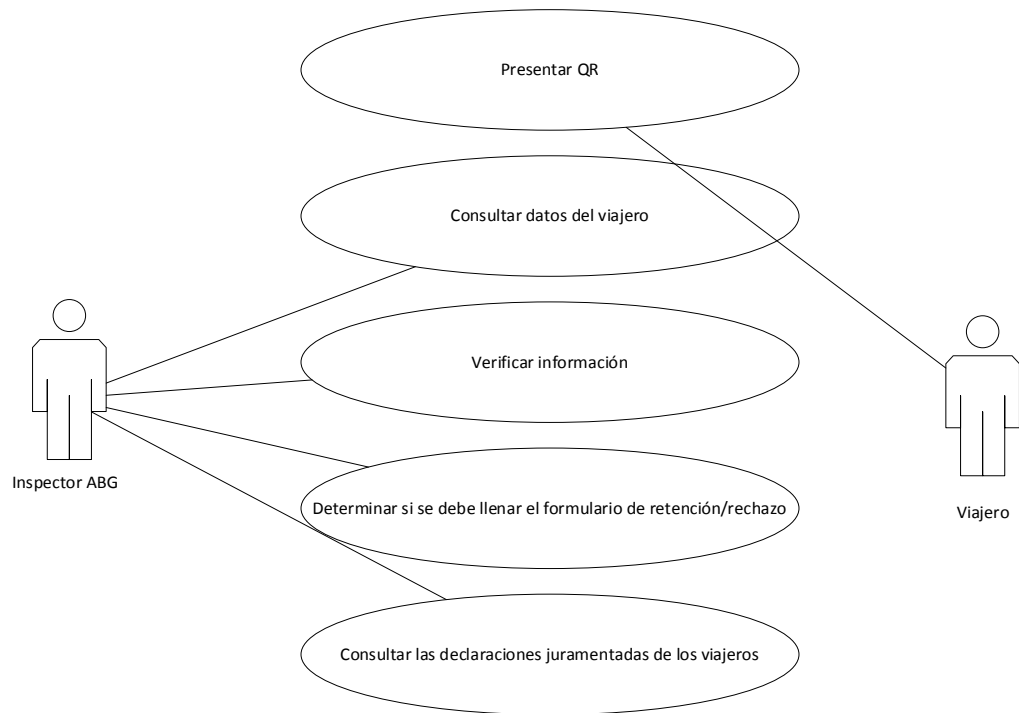 Presentar QR
Consultar datos del viajero
Verificar información
Inspector ABG
Determinar si se debe llenar el formulario de retención/rechazo
Viajero
Consultar las declaraciones juramentadas de los viajeros